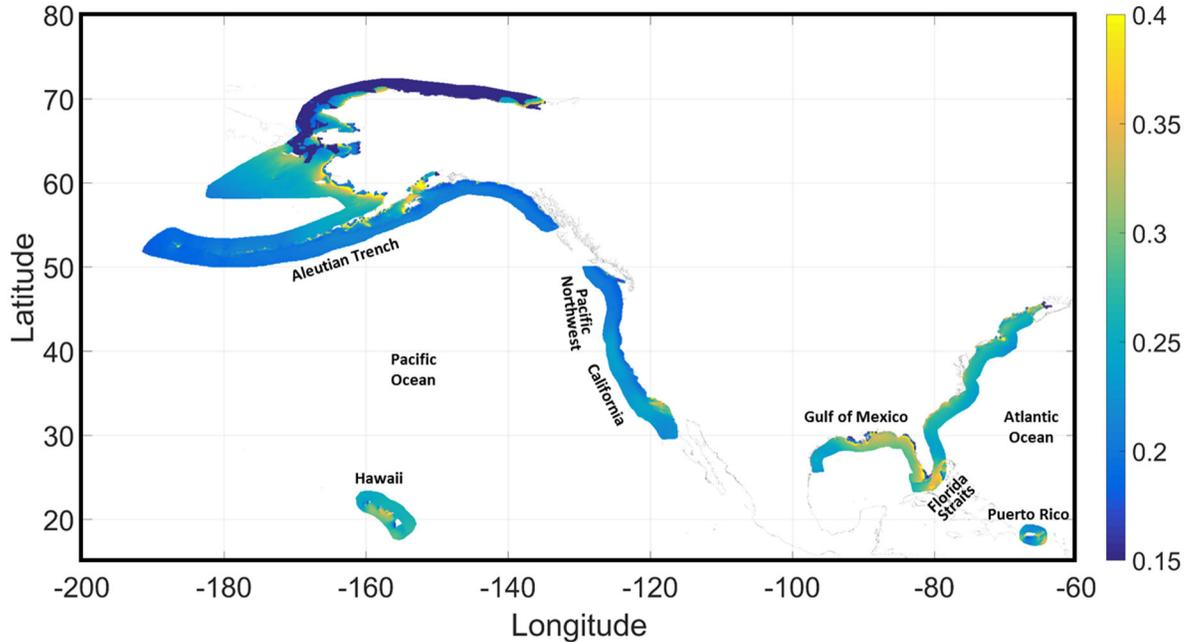 80
70
60
50
40
30
20
Latitude
-200
-180
-160
-140
-120
-100
-80
-60
Longitude
0.4
0.35
0.3
0.25
0.2
0.15
Aleutian Trench
Pacific
Northwest
California
Pacific
Ocean
Hawaii
Gulf of Mexico
Atlantic
Ocean
Florida
Straits
Puerto Rico